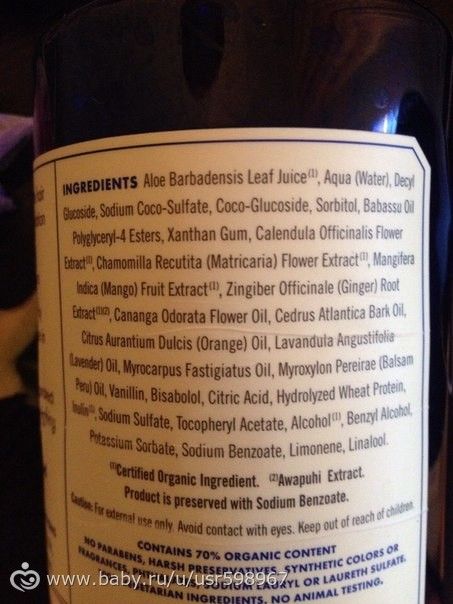 INGREDIENTS Aloe Barbadensis Leaf Juice(1), Aqua (Water), Decyl
Glucoside, Sodium Coco-Sulfate, Coco-Glucoside, Sorbitol, Babassu Oil
Polyglyceryl-4 Esters, Xanthan Gum, Calendula Officinalis Flower
Extract(1), Chamomilla Recutita (Matricaria) Flower Extract(1), Mangifera
Indica (Mango) Fruit Extract(1), Zingiber Officinale (Ginger) Root
Extract(1)(2), Cananga Odorata Flower Oil, Cedrus Atlantica Bark Oil,
Citrus Aurantium Dulcis (Orange) Oil, Lavandula Angustifolia
(Lavender) Oil, Myrocarpus Fastigiatus Oil, Myroxylon Pereirae (Balsam
Peru) Oil, Vanillin, Bisabolol, Citric Acid, Hydrolyzed Wheat Protein,
Inulin(1), Sodium Sulfate, Tocopheryl Acetate, Alcohol(1), Benzyl Alcohol,
Potassium Sorbate, Sodium Benzoate, Limonene, Linalool.
(1)Certified Organic Ingredient. (2)Awapuhi Extract.
Product is preserved with Sodium Benzoate.
Caution: For external use only. Avoid contact with eyes. Keep out of reach of children.
CONTAINS 70% ORGANIC CONTENT
NO PARABENS, HARSH PRESERVATIVES, SYNTHETIC COLORS OR
FRAGRANCES, LAURYL OR LAURETH SULFATE.
INGREDIENTS. NO ANIMAL TESTING.
www.baby.ru/u/usr598967